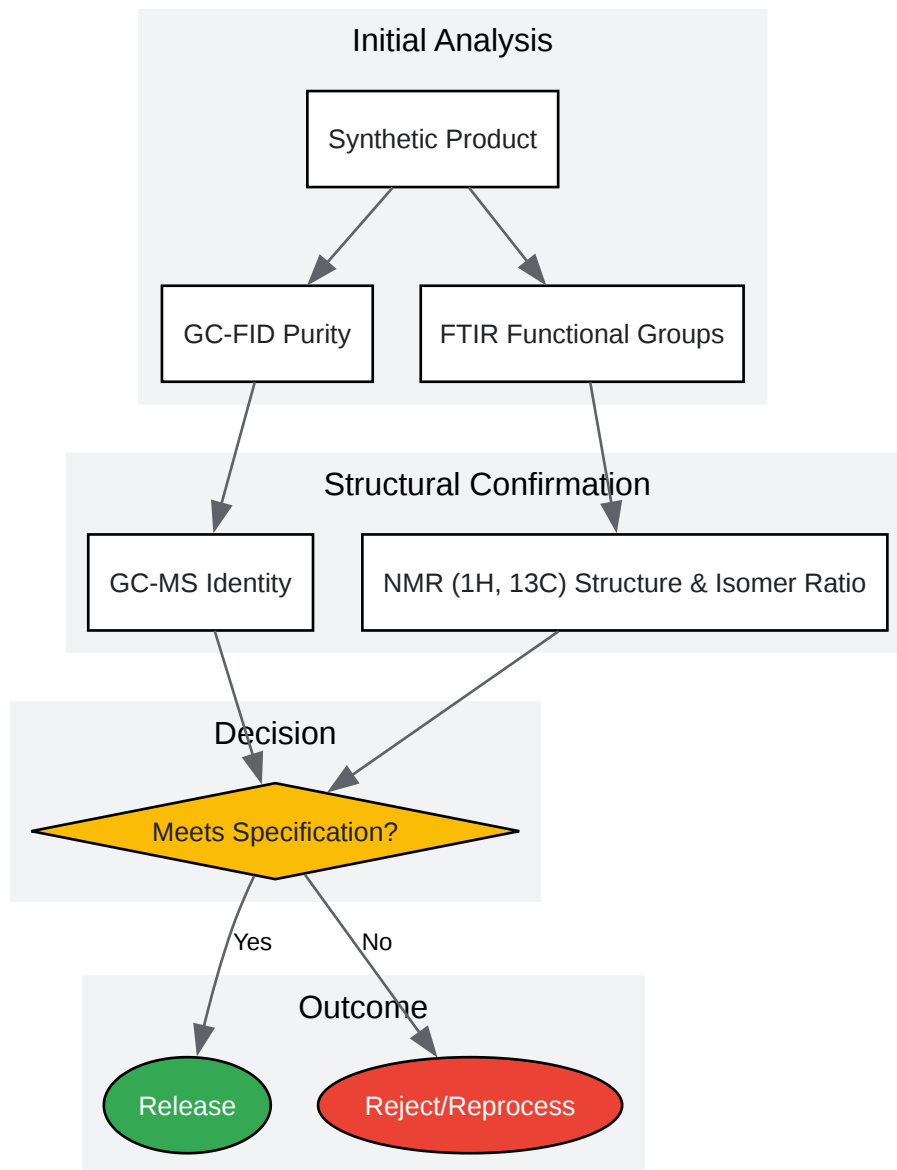 Initial Analysis
Synthetic Product
GC-FID Purity
FTIR Functional Groups
Structural Confirmation
GC-MS Identity
NMR (1H, 13C) Structure & Isomer Ratio
Decision
Meets Specification?
Yes
No
Outcome
Release
Reject/Reprocess